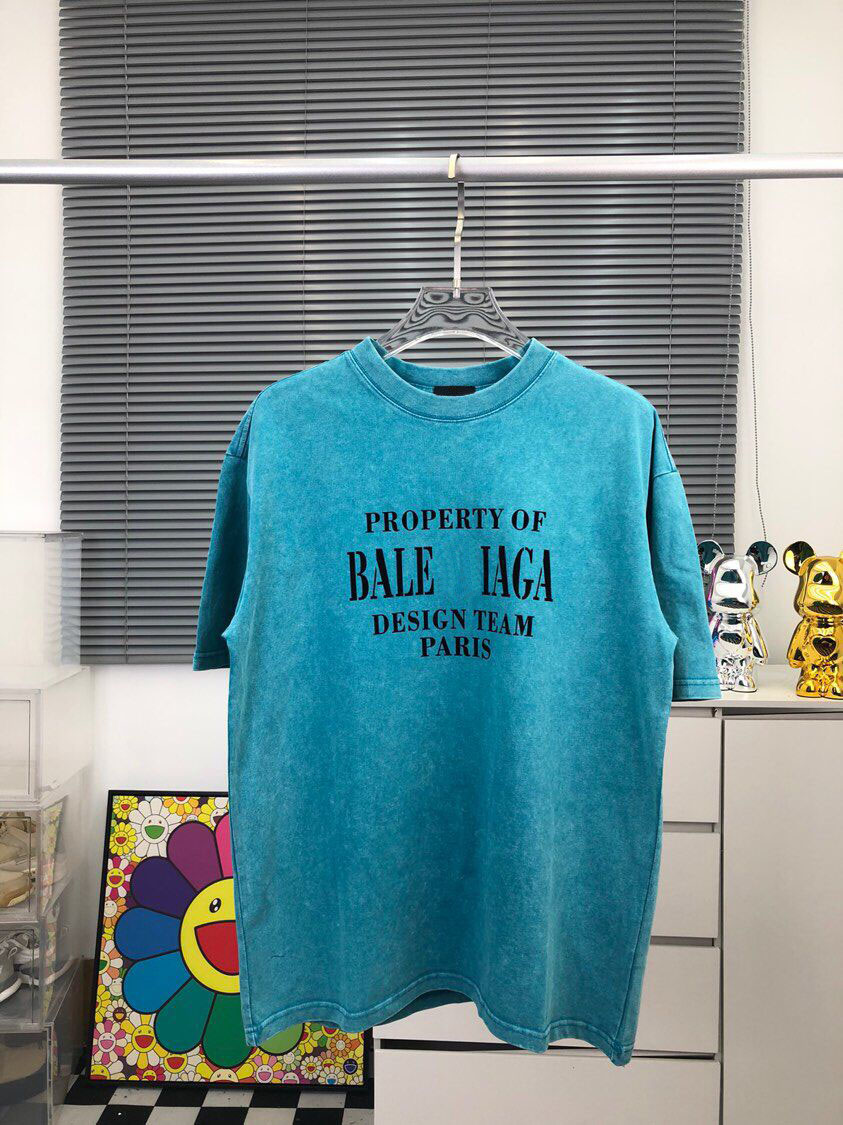 PROPERTY OF
BALE IAGA
DESIGN TEAM
PARIS